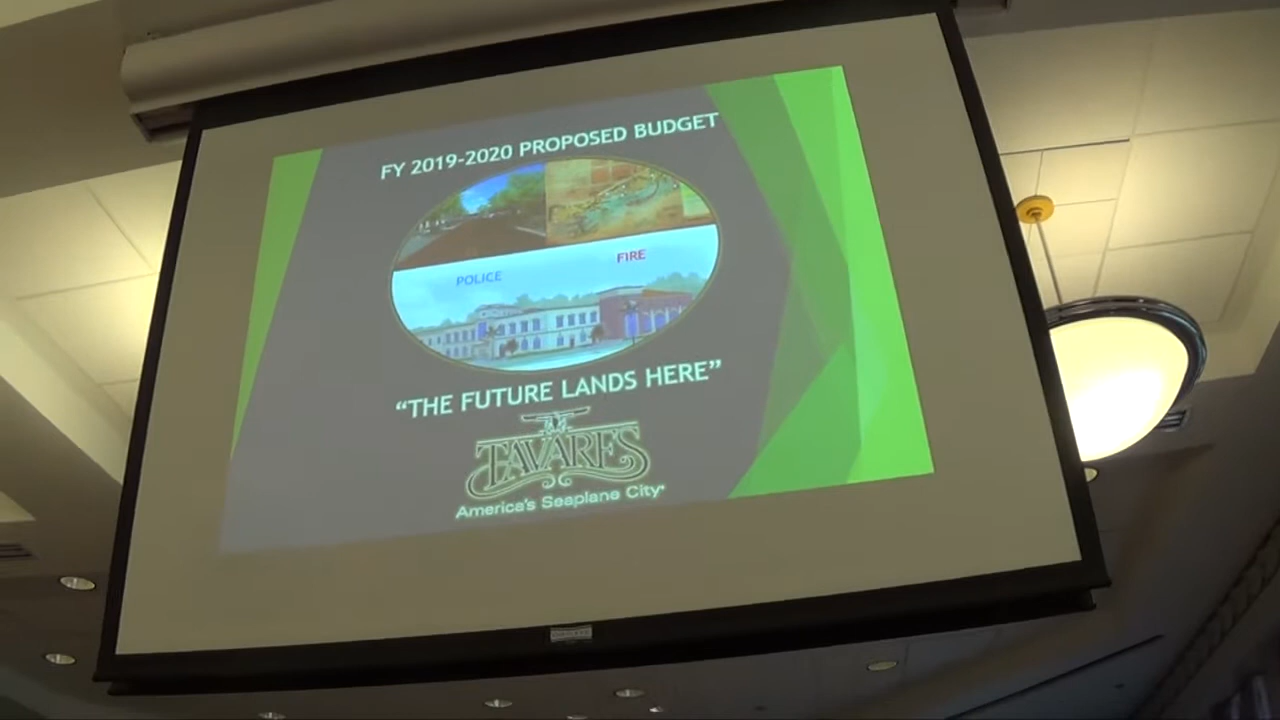 FY 2019-2020 PROPOSED BUDGET
POLICE
FIRE
“THE FUTURE LANDS HERE”
TAVARES
America's Seaplane City®